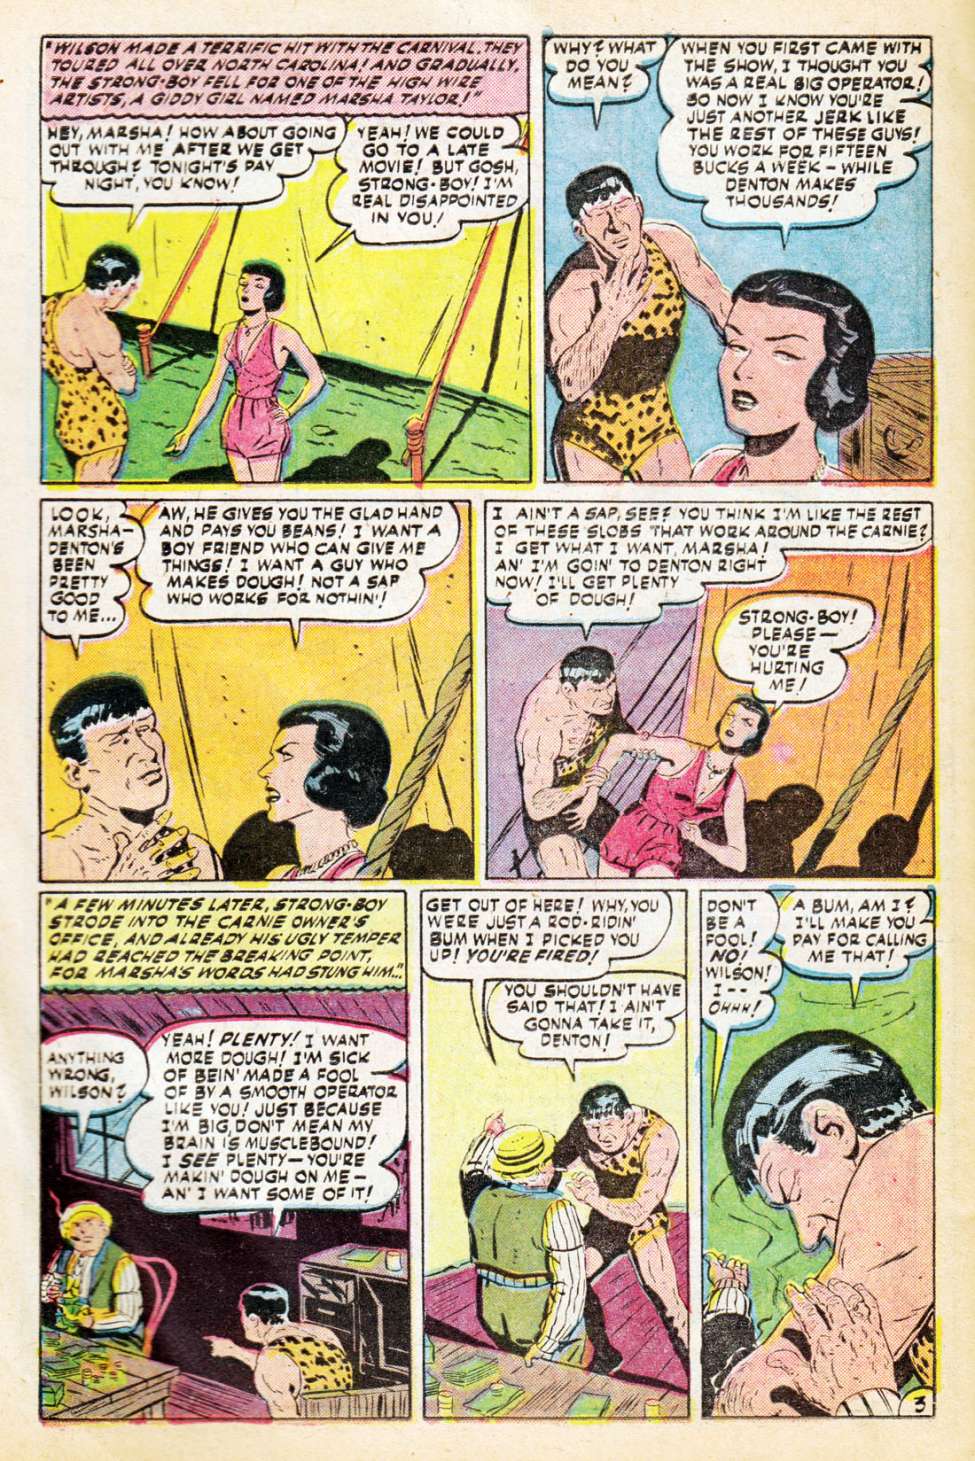 "WILSON MADE A TERRIFIC HIT WITH THE CARNIVAL. THEY
TOURED ALL OVER NORTH CAROLINA! AND GRADUALLY,
THE STRONG-BOY FELL FOR ONE OF THE HIGH WIRE
ARTISTS, A GIDDY GIRL NAMED MARSHA TAYLOR!"
HEY, MARSHA! HOW ABOUT GOING
OUT WITH ME AFTER WE GET
THROUGH? TONIGHT'S PAY
NIGHT, YOU KNOW!
YEAH! WE COULD
GO TO A LATE
MOVIE! BUT GOSH,
STRONG-BOY! I'M
REAL DISAPPOINTED
IN YOU!
WHY? WHAT
DO YOU
MEAN?
WHEN YOU FIRST CAME WITH
THE SHOW, I THOUGHT YOU
WAS A REAL BIG OPERATOR!
SO NOW I KNOW YOU'RE
JUST ANOTHER JERK LIKE
THE REST OF THESE GUYS!
YOU WORK FOR FIFTEEN
BUCKS A WEEK - WHILE
DENTON MAKES
THOUSANDS!
LOOK,
MARSHA-
DENTON'S
BEEN
PRETTY
GOOD
TO ME...
AW, HE GIVES YOU THE GLAD HAND
AND PAYS YOU BEANS! I WANT A
BOY FRIEND WHO CAN GIVE ME
THINGS! I WANT A GUY WHO
MAKES DOUGH! NOT A SAP
WHO WORKS FOR NOTHIN'!
I AIN'T A SAP, SEE? YOU THINK I'M LIKE THE REST
OF THESE SLOBS THAT WORK AROUND THE CARNIE?
I GET WHAT I WANT, MARSHA!
AN' I'M GOIN' TO DENTON RIGHT
NOW! I'LL GET PLENTY
OF DOUGH!
STRONG-BOY!
PLEASE-
YOU'RE
HURTING
ME!
"A FEW MINUTES LATER, STRONG-BOY
STRODE INTO THE CARNIE OWNER'S
OFFICE, AND ALREADY HIS UGLY TEMPER
HAD REACHED THE BREAKING POINT,
FOR MARSHA'S WORDS HAD STUNG HIM..."
ANYTHING
WRONG,
WILSON?
YEAH! PLENTY! I WANT
MORE DOUGH! I'M SICK
OF BEIN' MADE A FOOL
OF BY A SMOOTH OPERATOR
LIKE YOU! JUST BECAUSE
I'M BIG, DON'T MEAN MY
BRAIN IS MUSCLEBOUND!
I SEE PLENTY-YOU'RE
MAKIN' DOUGH ON ME-
AN' I WANT SOME OF IT!
GET OUT OF HERE! WHY, YOU
WERE JUST A ROD-RIDIN'
BUM WHEN I PICKED YOU
UP! YOU'RE FIRED!
YOU SHOULDN'T HAVE
SAID THAT! I AIN'T
GONNA TAKE IT,
DENTON!
DON'T
BE A
FOOL!
NO!
WILSON!
I--
OHHH!
A BUM, AM I?
I'LL MAKE YOU
PAY FOR CALLING
ME THAT!
3